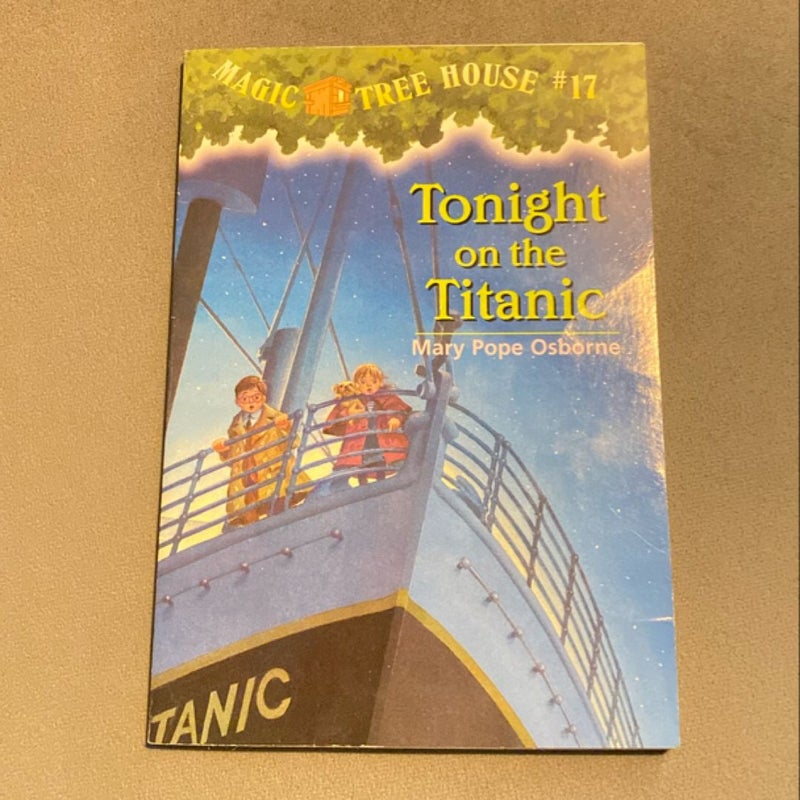 MAGIC TREE HOUSE #17
Tonight
on the
Titanic
Mary Pope Osborne
TANIC